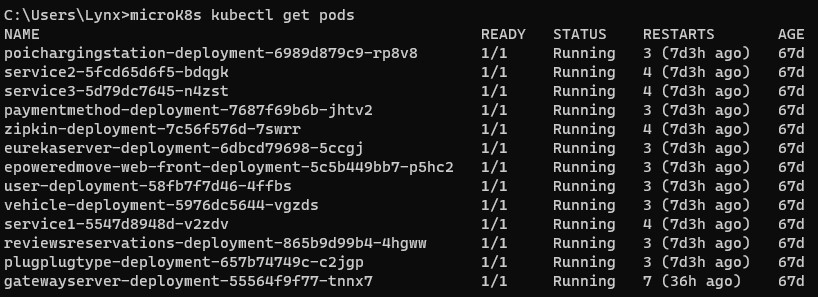 C:\Users\Lynx>microK8s kubectl get pods
NAME READY STATUS RESTARTS AGE
poichargingstation-deployment-6989d879c9-rp8v8 1/1 Running 3 (7d3h ago) 67d
service2-5fcd65d6f5-bdqgk 1/1 Running 4 (7d3h ago) 67d
service3-5d79dc7645-n4zst 1/1 Running 4 (7d3h ago) 67d
paymentmethod-deployment-7687f69b6b-jhtv2 1/1 Running 3 (7d3h ago) 67d
zipkin-deployment-7c56f576d-7swrr 1/1 Running 4 (7d3h ago) 67d
eurekaserver-deployment-6dbcd79698-5ccgj 1/1 Running 3 (7d3h ago) 67d
epoweredmove-web-front-deployment-5c5b449bb7-p5hc2 1/1 Running 3 (7d3h ago) 67d
user-deployment-58fb7f7d46-4ffbs 1/1 Running 3 (7d3h ago) 67d
vehicle-deployment-5976dc5644-vgzds 1/1 Running 3 (7d3h ago) 67d
service1-5547d8948d-v2zdv 1/1 Running 4 (7d3h ago) 67d
reviewsreservations-deployment-865b9d99b4-4hgww 1/1 Running 3 (7d3h ago) 67d
plugplugtype-deployment-657b74749c-c2jgp 1/1 Running 3 (7d3h ago) 67d
gatewayserver-deployment-55564f9f77-tnnx7 1/1 Running 7 (36h ago) 67d